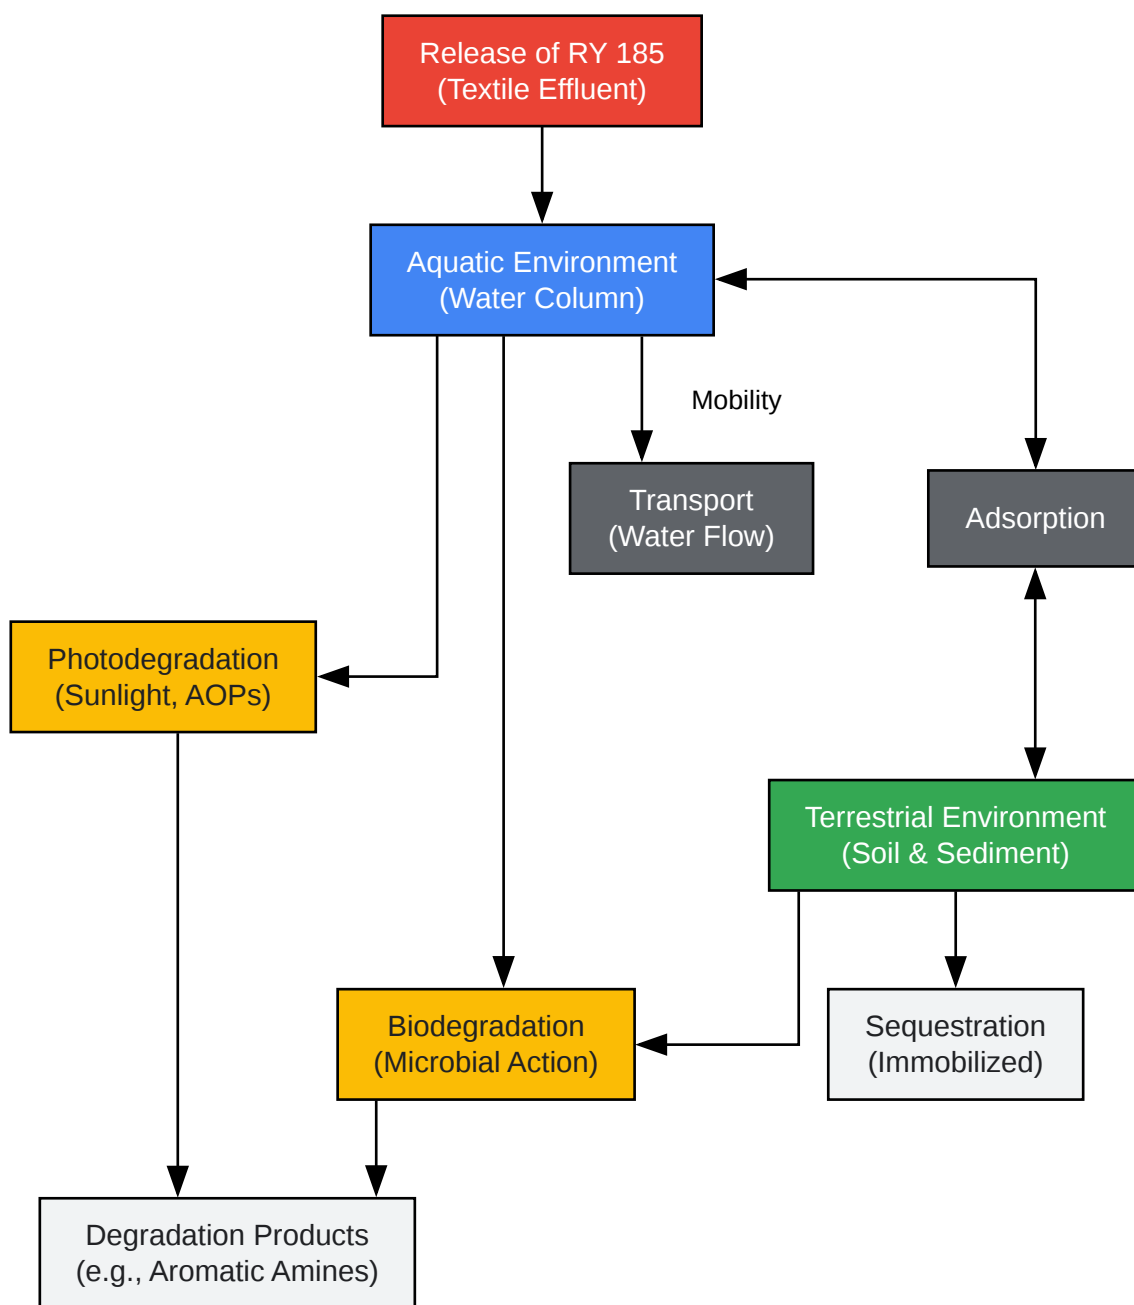 Release of RY 185
(Textile Effluent)
Aquatic Environment
(Water Column)
Mobility
Transport
(Water Flow)
Adsorption
Photodegradation
(Sunlight, AOPs)
Terrestrial Environment
(Soil & Sediment)
Biodegradation
(Microbial Action)
Sequestration
(Immobilized)
Degradation Products
(e.g., Aromatic Amines)